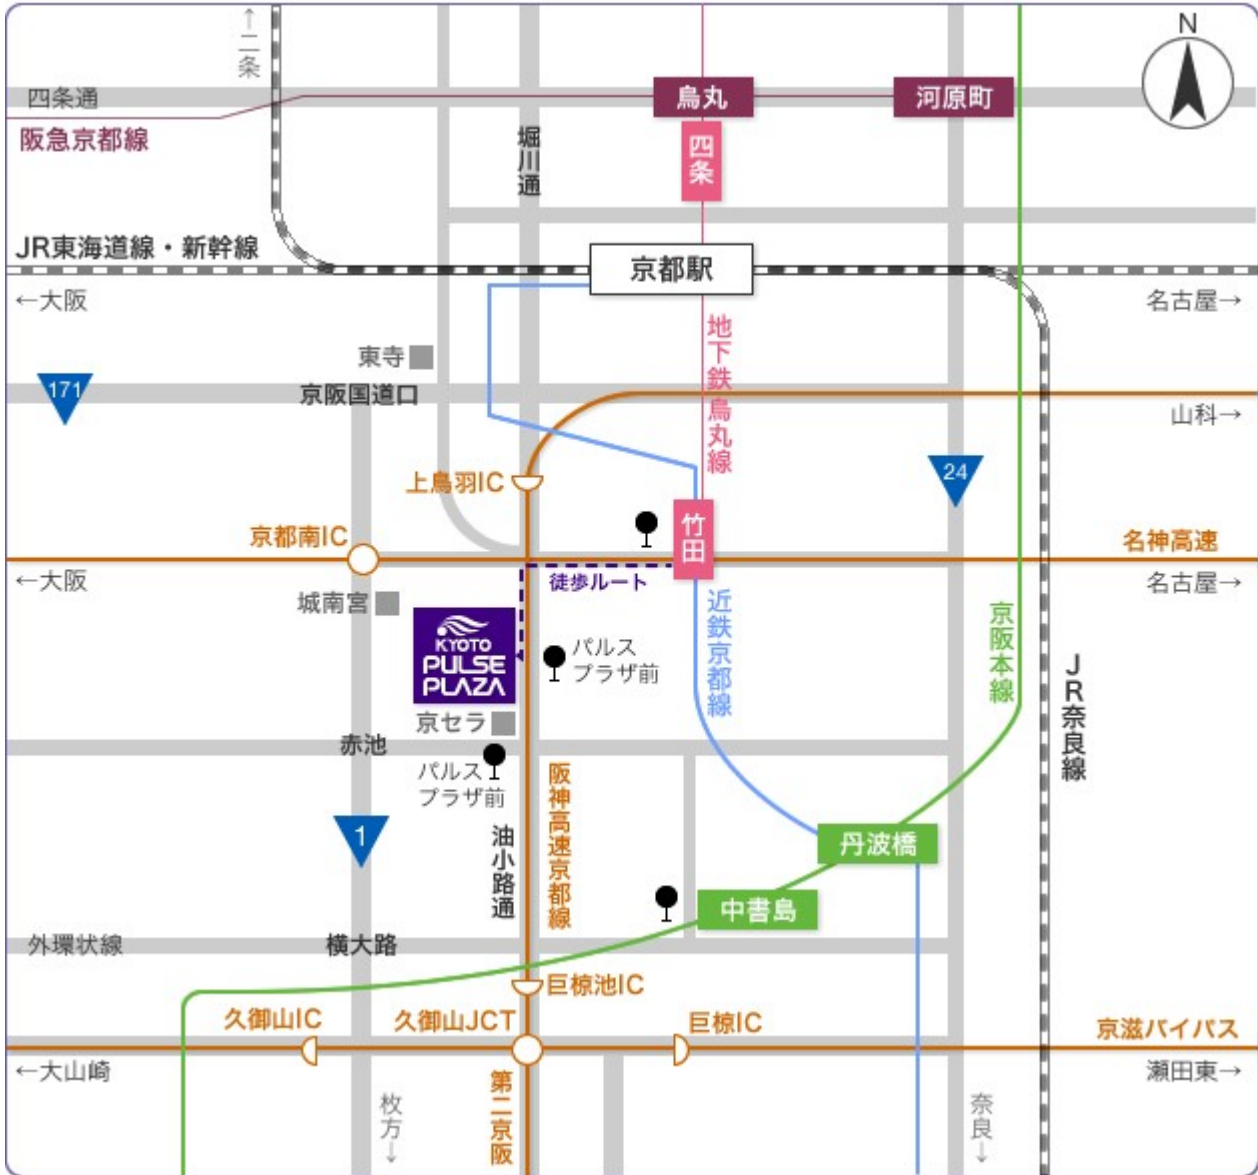 N
↑二条
四条通
烏丸
河原町
阪急京都線
四条
堀川通
JR東海道線・新幹線
京都駅
←大阪
名古屋→
地下鉄烏丸線
東寺
171
京阪国道口
山科→
上鳥羽IC
24
竹田
京都南IC
名神高速
←大阪
徒歩ルート
名古屋→
城南宮
近鉄京都線
京阪本線
KYOTO
PULSE
PLAZA
パルス
プラザ前
JR奈良線
京セラ
赤池
パルス
プラザ前
阪神高速京都線
1
油小路通
丹波橋
中書島
外環状線
横大路
巨椋池IC
久御山IC
久御山JCT
巨椋IC
京滋バイパス
←大山崎
瀬田東→
第二京阪
枚方↓
奈良↓